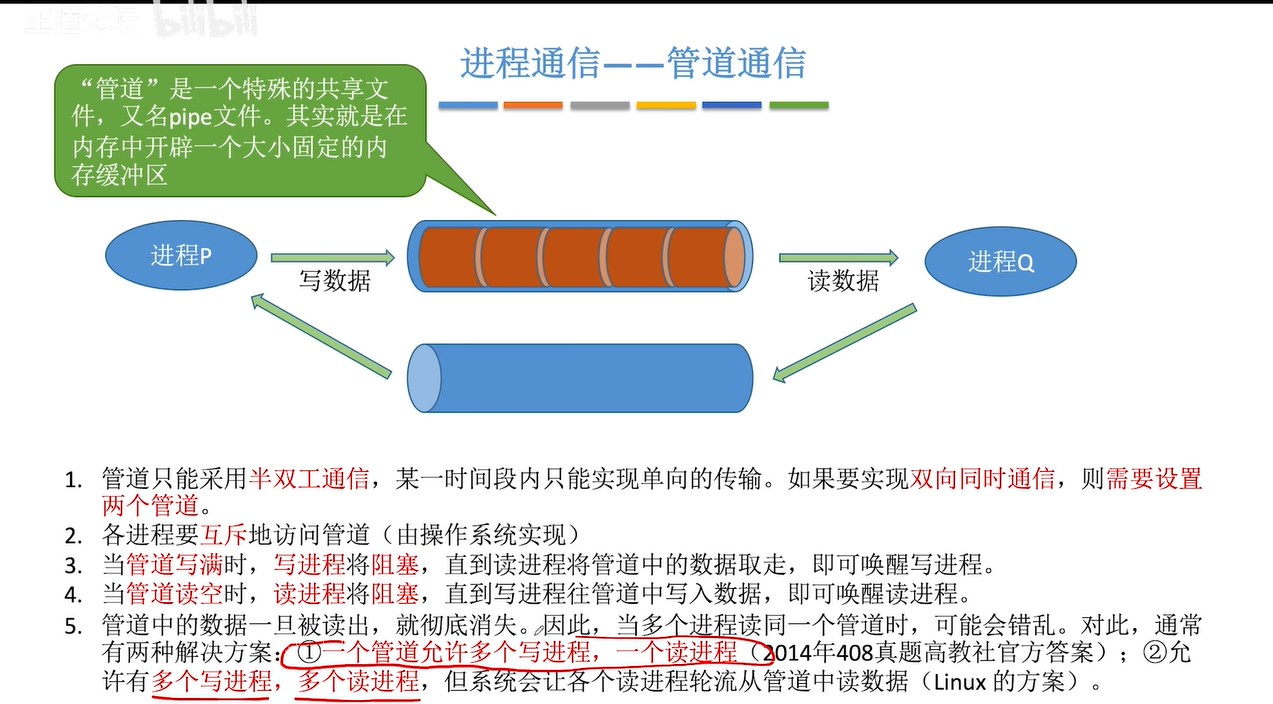 bilibili
进程通信——管道通信
“管道”是一个特殊的共享文
件，又名pipe文件。其实就是在
内存中开辟一个大小固定的内
存缓冲区
进程P
写数据
读数据
进程Q
1. 管道只能采用半双工通信，某一时间段内只能实现单向的传输。如果要实现双向同时通信，则需要设置
两个管道。
2. 各进程要互斥地访问管道（由操作系统实现）
3. 当管道写满时，写进程将阻塞，直到读进程将管道中的数据取走，即可唤醒写进程。
4. 当管道读空时，读进程将阻塞，直到写进程往管道中写入数据，即可唤醒读进程。
5. 管道中的数据一旦被读出，就彻底消失。因此，当多个进程读同一个管道时，可能会错乱。对此，通常
有两种解决方案：①一个管道允许多个写进程，一个读进程（2014年408真题高教社官方答案）；②允
许有多个写进程，多个读进程，但系统会让各个读进程轮流从管道中读数据（Linux 的方案）。